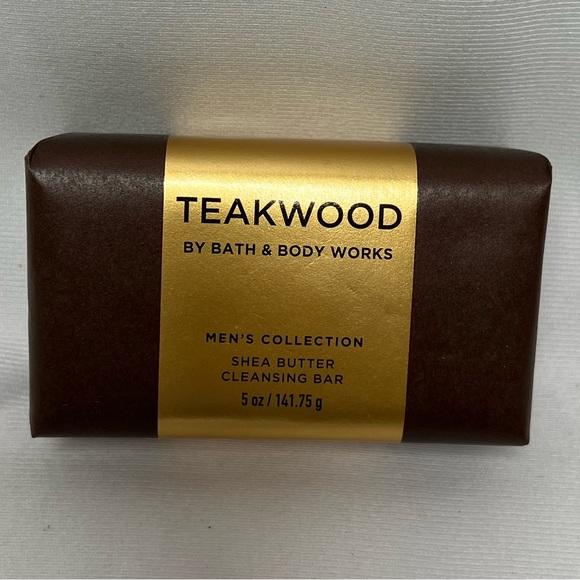 TEAKWOOD
BY BATH & BODY WORKS
MEN'S COLLECTION
SHEA BUTTER
CLEANSING BAR
5 oz / 141.75 g